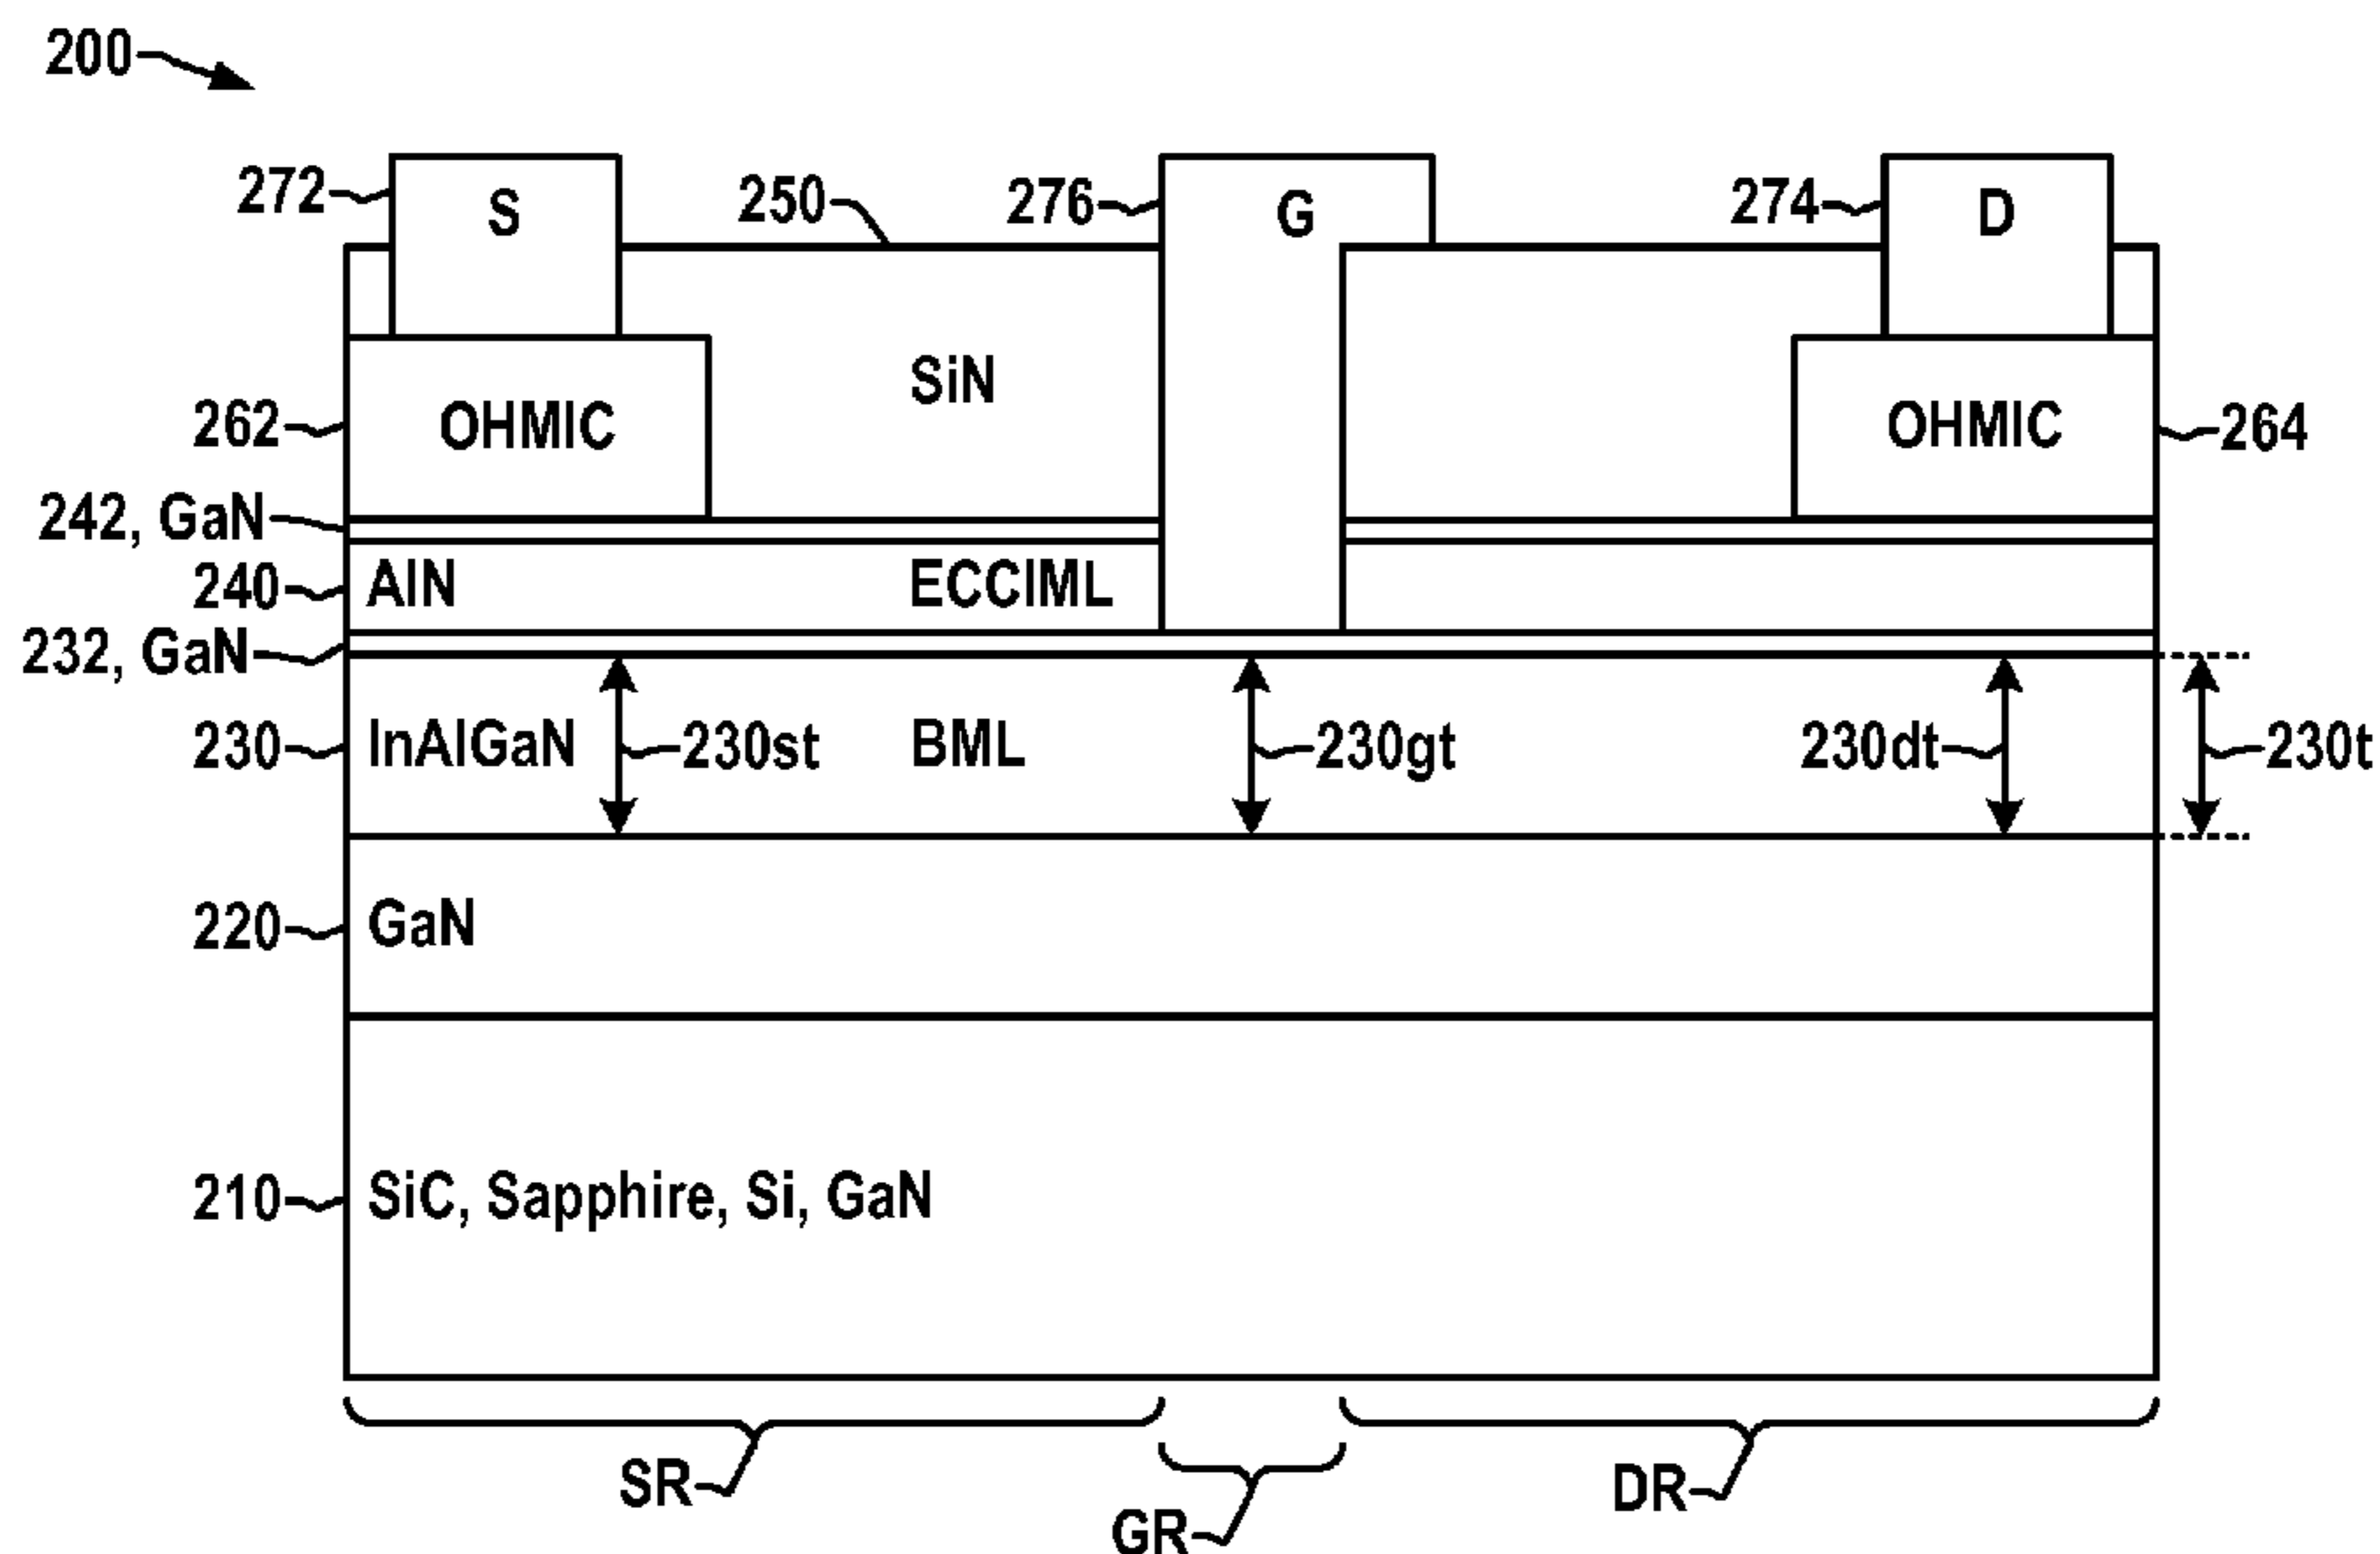 200
272
S
250
276
G
274
D
SiN
262
OHMIC
OHMIC
264
242, GaN
240
AlN
ECCIML
232, GaN
230
InAlGaN
230st
BML
230gt
230dt
230t
220
GaN
210
SiC, Sapphire, Si, GaN
SR
GR
DR